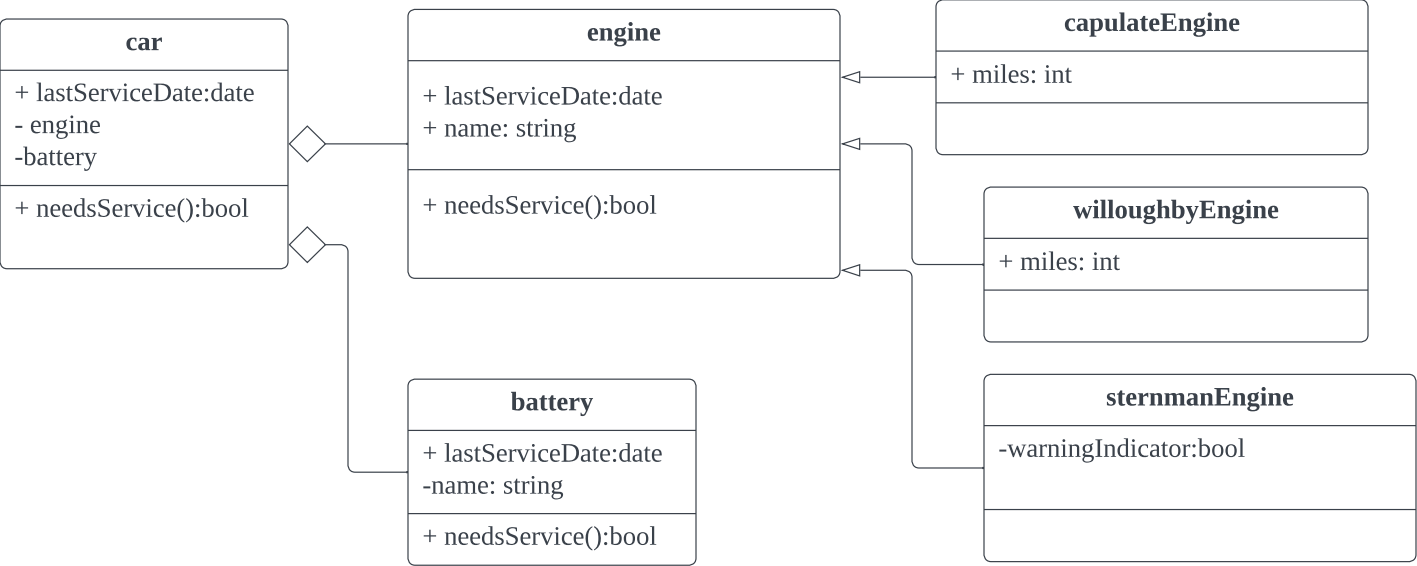 car
+ lastServiceDate:date
- engine
-battery
+ needsService():bool
engine
+ lastServiceDate:date
+ name: string
+ needsService():bool
battery
+ lastServiceDate:date
-name: string
+ needsService():bool
capulateEngine
+ miles: int
willoughbyEngine
+ miles: int
sternmanEngine
-warningIndicator:bool